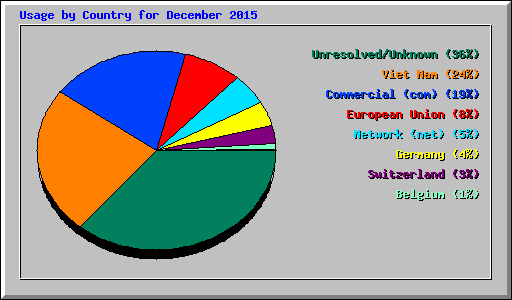 Usage by Country for December 2015
Unresolved/Unknown (36%)
Viet Nam (24%)
Commercial (com) (19%)
European Union (8%)
Network (net) (5%)
Germany (4%)
Switzerland (3%)
Belgium (1%)